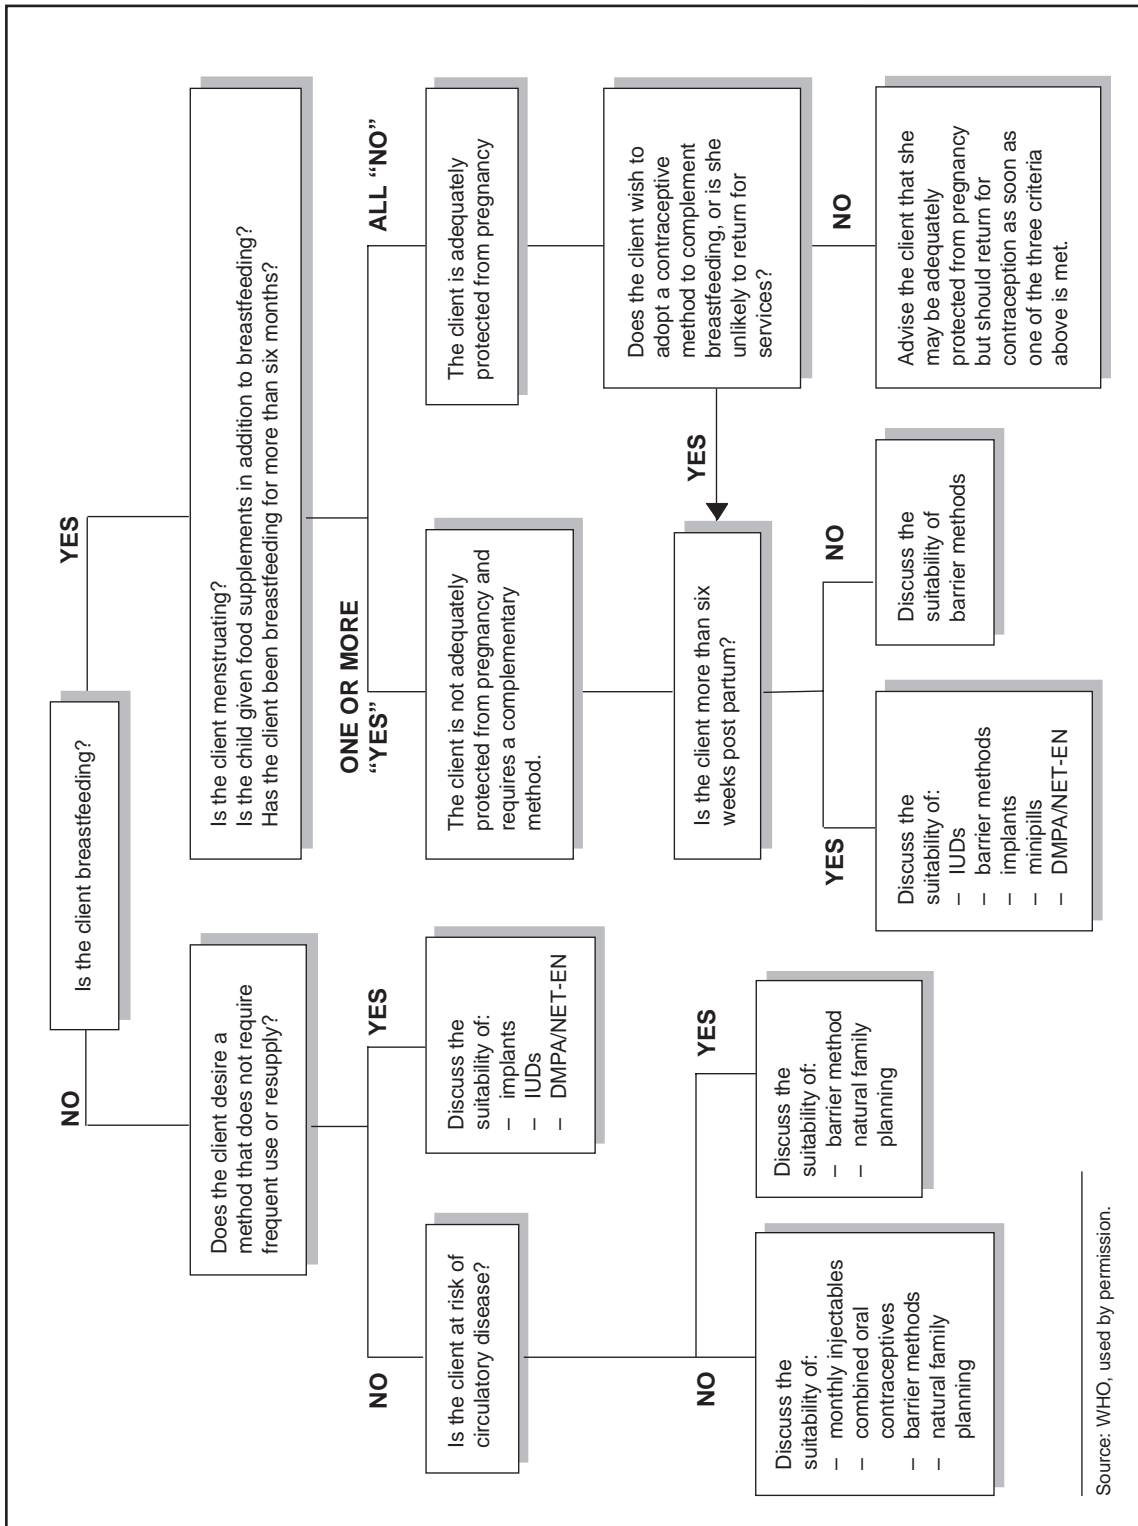 Is the client breastfeeding?
NO
YES
Does the client desire a
method that does not require
frequent use or resupply?
NO
YES
Is the client at risk of
circulatory disease?
Discuss the
suitability of:
– implants
– IUDs
– DMPA/NET-EN
NO
YES
Discuss the
suitability of:
– monthly injectables
– combined oral
contraceptives
– barrier methods
– natural family
planning
Discuss the
suitability of:
– barrier method
– natural family
planning
Is the client menstruating?
Is the child given food supplements in addition to breastfeeding?
Has the client been breastfeeding for more than six months?
ONE OR MORE
“YES”
ALL “NO”
The client is not adequately
protected from pregnancy and
requires a complementary
method.
The client is adequately
protected from pregnancy
Is the client more than six
weeks post partum?
YES
Does the client wish to
adopt a contraceptive
method to complement
breastfeeding, or is she
unlikely to return for
services?
YES
NO
NO
Discuss the
suitability of:
– IUDs
– barrier methods
– implants
– minipills
– DMPA/NET-EN
Discuss the
suitability of
barrier methods
Advise the client that she
may be adequately
protected from pregnancy
but should return for
contraception as soon as
one of the three criteria
above is met.
Source: WHO, used by permission.